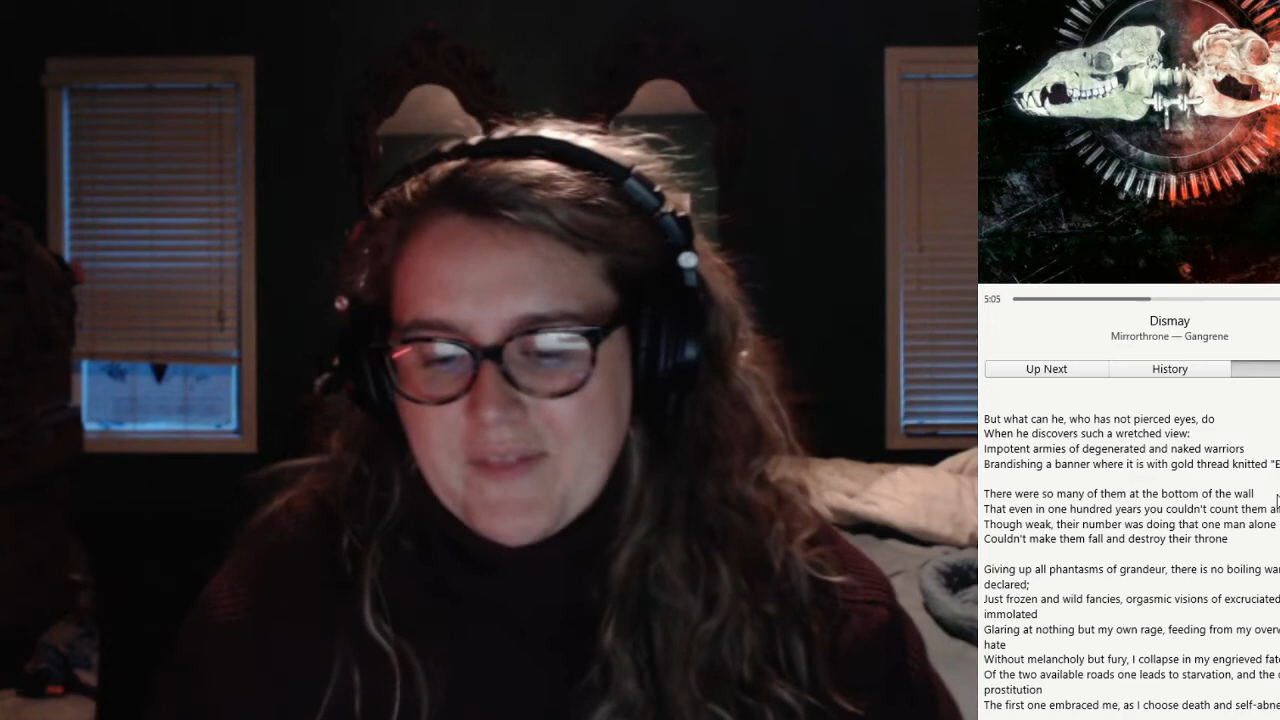 5:05
Dismay
Mirrorthrone — Gangrene
Up Next
History
But what can he, who has not pierced eyes, do
When he discovers such a wretched view:
Impotent armies of degenerated and naked warriors
Brandishing a banner where it is with gold thread knitted
There were so many of them at the bottom of the wall
That even in one hundred years you couldn't count them
Though weak, their number was doing that one man alone
Couldn't make them fall and destroy their throne
Giving up all phantasms of grandeur, there is no boiling
declared;
Just frozen and wild fancies, orgasmic visions of excruciated
immolated
Glaring at nothing but my own rage, feeding from my
hate
Without melancholy but fury, I collapse in my engrieved
Of the two available roads one leads to starvation, and the
prostitution
The first one embraced me, as I choose death and